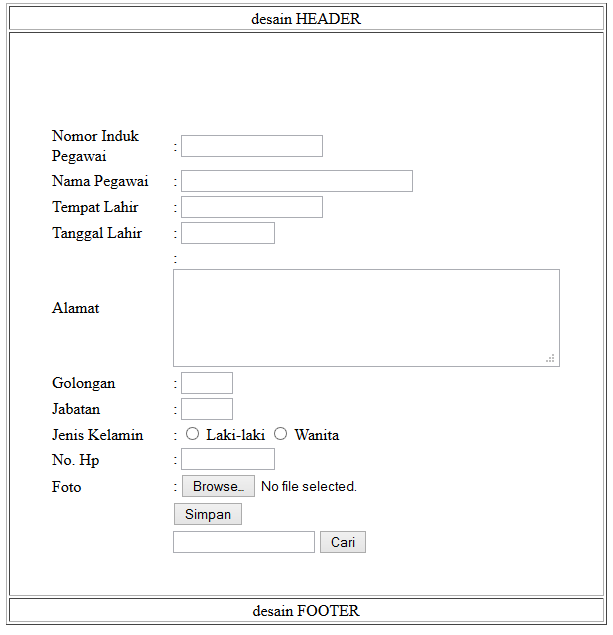 desain HEADER
Nomor Induk
Pegawai :
Nama Pegawai :
Tempat Lahir :
Tanggal Lahir :
:
Alamat
Golongan :
Jabatan :
Jenis Kelamin : Laki-laki Wanita
No. Hp :
Foto : Browse_ No file selected.
Simpan
Cari
desain FOOTER